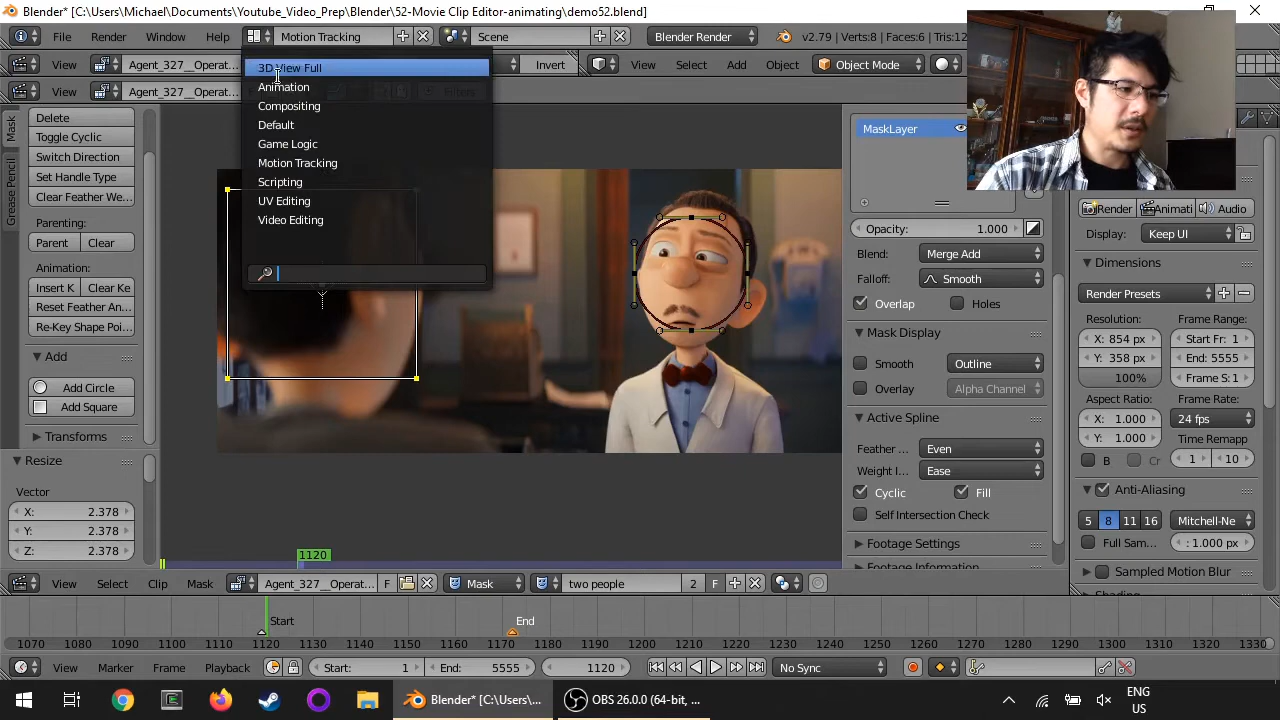 Blender* [C:\Users\Michael\Documents\Youtube_Video_Prep\Blender\52-Movie Clip Editor-animating\demo52.blend]
File Render Window Help Motion Tracking Scene Blender Render v2.79 | Verts:8 | Faces:6 | Tris:12
View Agent_327__Operat... Invert View Select Add Object Object Mode
View Agent_327__Operat... Filters
3D View Full
Animation
Compositing
Default
Game Logic
Motion Tracking
Scripting
UV Editing
Video Editing
Mask
Grease Pencil
Delete
Toggle Cyclic
Switch Direction
Set Handle Type
Clear Feather We...
Parenting:
Parent Clear
Animation:
Insert K Clear Ke
Reset Feather An...
Re-Key Shape Poi...
Add
Add Circle
Add Square
Transforms
Resize
Vector
X: 2.378
Y: 2.378
Z: 2.378
1120
MaskLayer
Opacity: 1.000
Blend: Merge Add
Falloff: Smooth
Overlap Holes
Mask Display
Smooth Outline
Overlay Alpha Channel
Active Spline
Feather ... Even
Weight I... Ease
Cyclic Fill
Self Intersection Check
Footage Settings
Footage Information
Render Animati Audio
Display: Keep UI
Dimensions
Render Presets
Resolution: Frame Range:
X: 854 px Start Fr: 1
Y: 358 px End: 5555
100% Frame S:1
Aspect Ratio: Frame Rate:
X: 1.000 24 fps
Y: 1.000 Time Remapp
B Cr 1 10
Anti-Aliasing
5 8 11 16 Mitchell-Ne
Full Sam... : 1.000 px
Sampled Motion Blur
View Select Clip Mask Agent_327__Operat... F Mask two people 2 F
Start End
1070 1080 1090 1100 1110 1120 1130 1140 1150 1160 1170 1180 1190 1200 1210 1220 1230 1240 1250 1260 1270 1280 1290 1300 1310 1320 1330
View Marker Frame Playback Start: 1 End: 5555 1120 No Sync
Blender* [C:\Users\... OBS 26.0.0 (64-bit, ... ENG
US